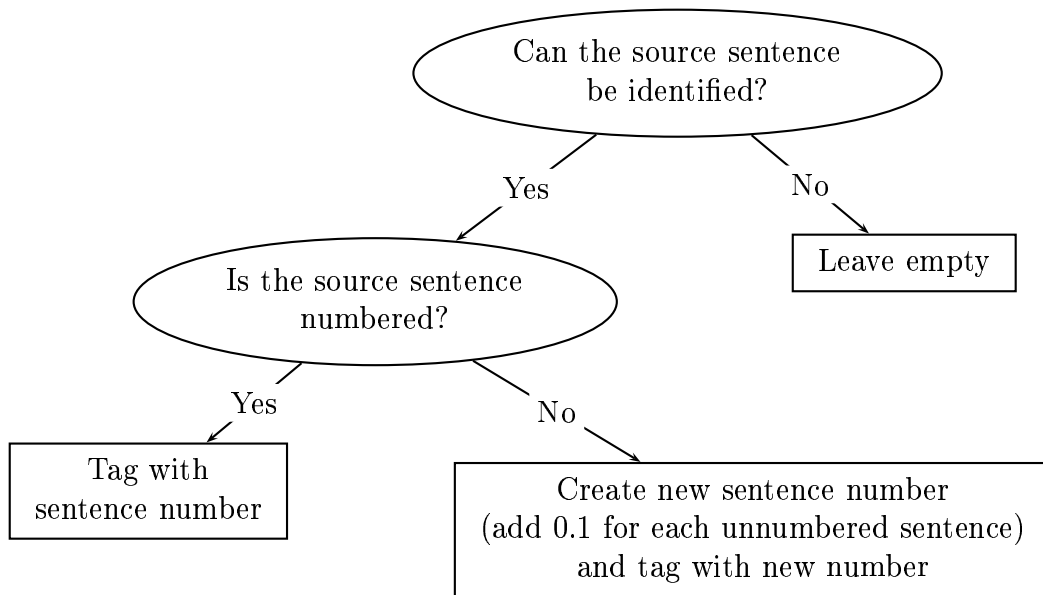 Can the source sentence
be identified?
Yes
No
Leave empty
Is the source sentence
numbered?
Yes
No
Tag with
sentence number
Create new sentence number
(add 0.1 for each unnumbered sentence)
and tag with new number